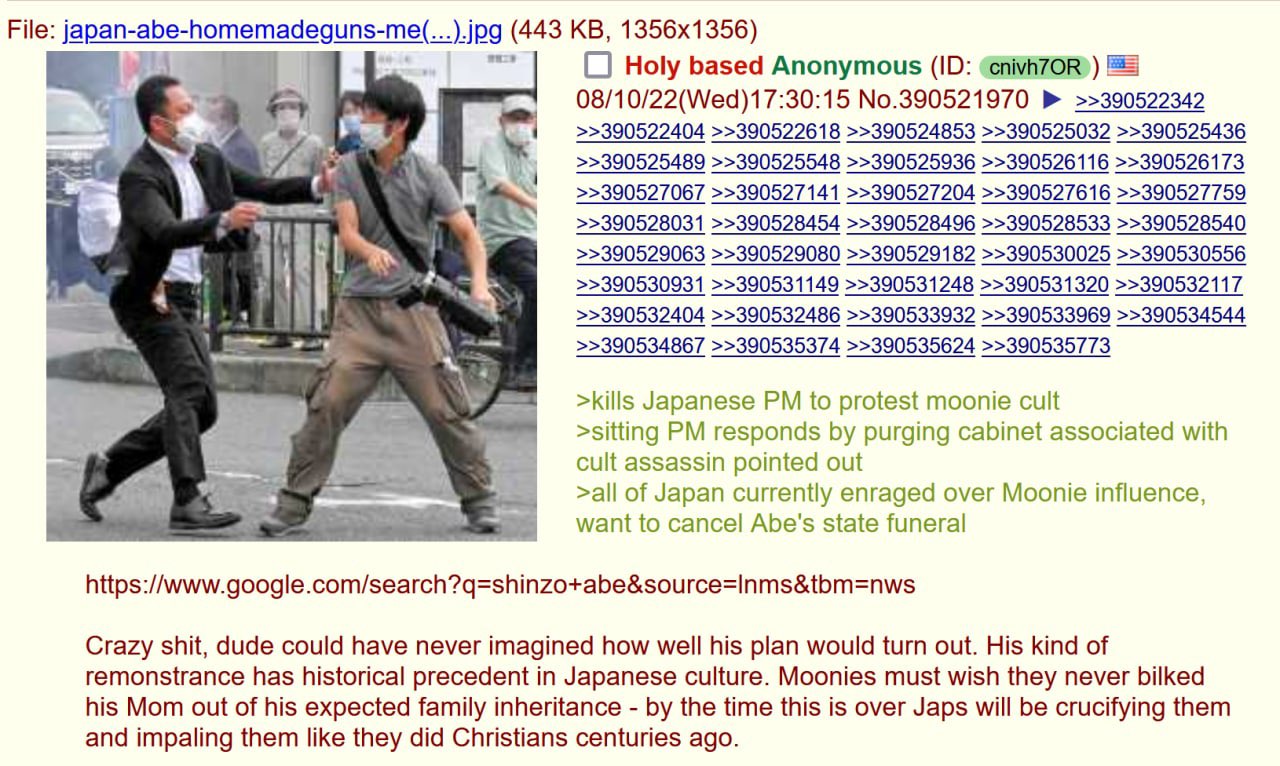 File: japan-abe-homemadeguns-me(...).jpg (443 KB, 1356x1356)
Holy based Anonymous (ID: cnivh7OR)
08/10/22(Wed)17:30:15 No.390521970 ▶ >>390522342
>>390522404 >>390522618 >>390524853 >>390525032 >>390525436
>>390525489 >>390525548 >>390525936 >>390526116 >>390526173
>>390527067 >>390527141 >>390527204 >>390527616 >>390527759
>>390528031 >>390528454 >>390528496 >>390528533 >>390528540
>>390529063 >>390529080 >>390529182 >>390530025 >>390530556
>>390530931 >>390531149 >>390531248 >>390531320 >>390532117
>>390532404 >>390532486 >>390533932 >>390533969 >>390534544
>>390534867 >>390535374 >>390535624 >>390535773
>kills Japanese PM to protest moonie cult
>sitting PM responds by purging cabinet associated with
cult assassin pointed out
>all of Japan currently enraged over Moonie influence,
want to cancel Abe's state funeral
https://www.google.com/search?q=shinzo+abe&source=lnms&tbm=nws
Crazy shit, dude could have never imagined how well his plan would turn out. His kind of
remonstrance has historical precedent in Japanese culture. Moonies must wish they never bilked
his Mom out of his expected family inheritance - by the time this is over Japs will be crucifying them
and impaling them like they did Christians centuries ago.